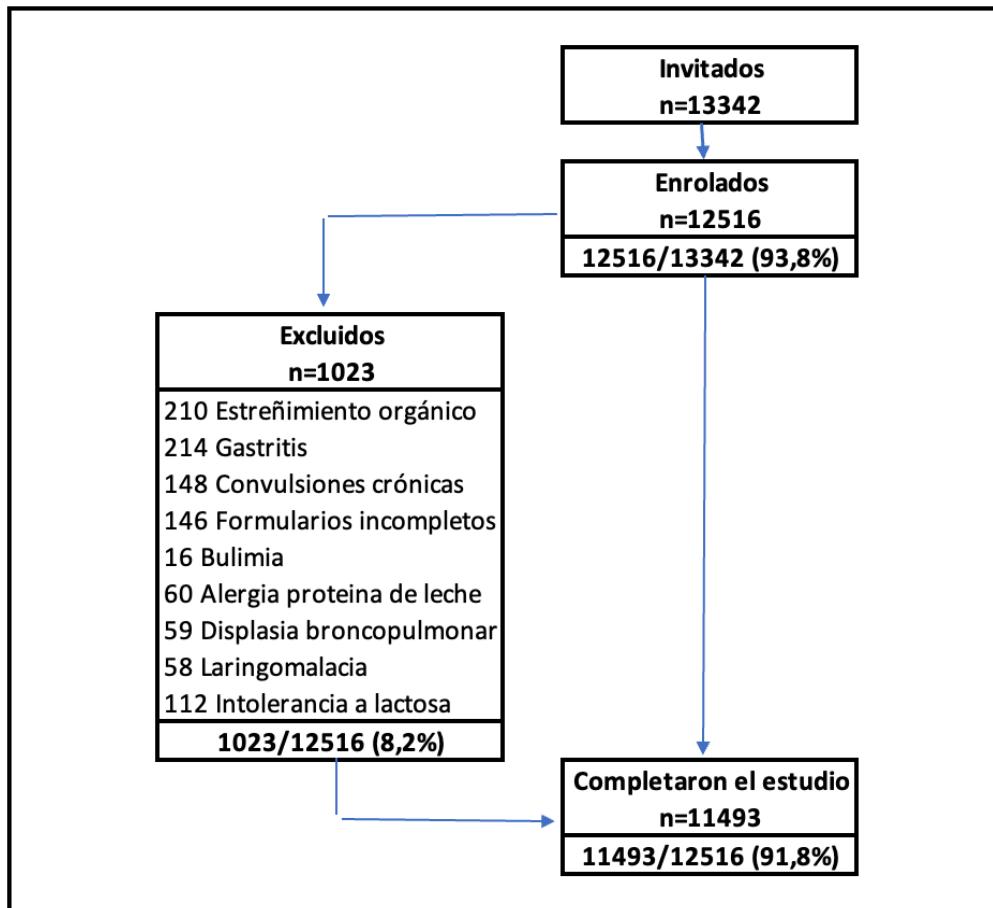 Invitados
n=13342
Enrolados
n=12516
12516/13342 (93,8%)
Excluidos
n=1023
210 Estreñimiento orgánico
214 Gastritis
148 Convulsiones crónicas
146 Formularios incompletos
16 Bulimia
60 Alergia proteina de leche
59 Displasia broncopulmonar
58 Laringomalacia
112 Intolerancia a lactosa
1023/12516 (8,2%)
Completaron el estudio
n=11493
11493/12516 (91,8%)